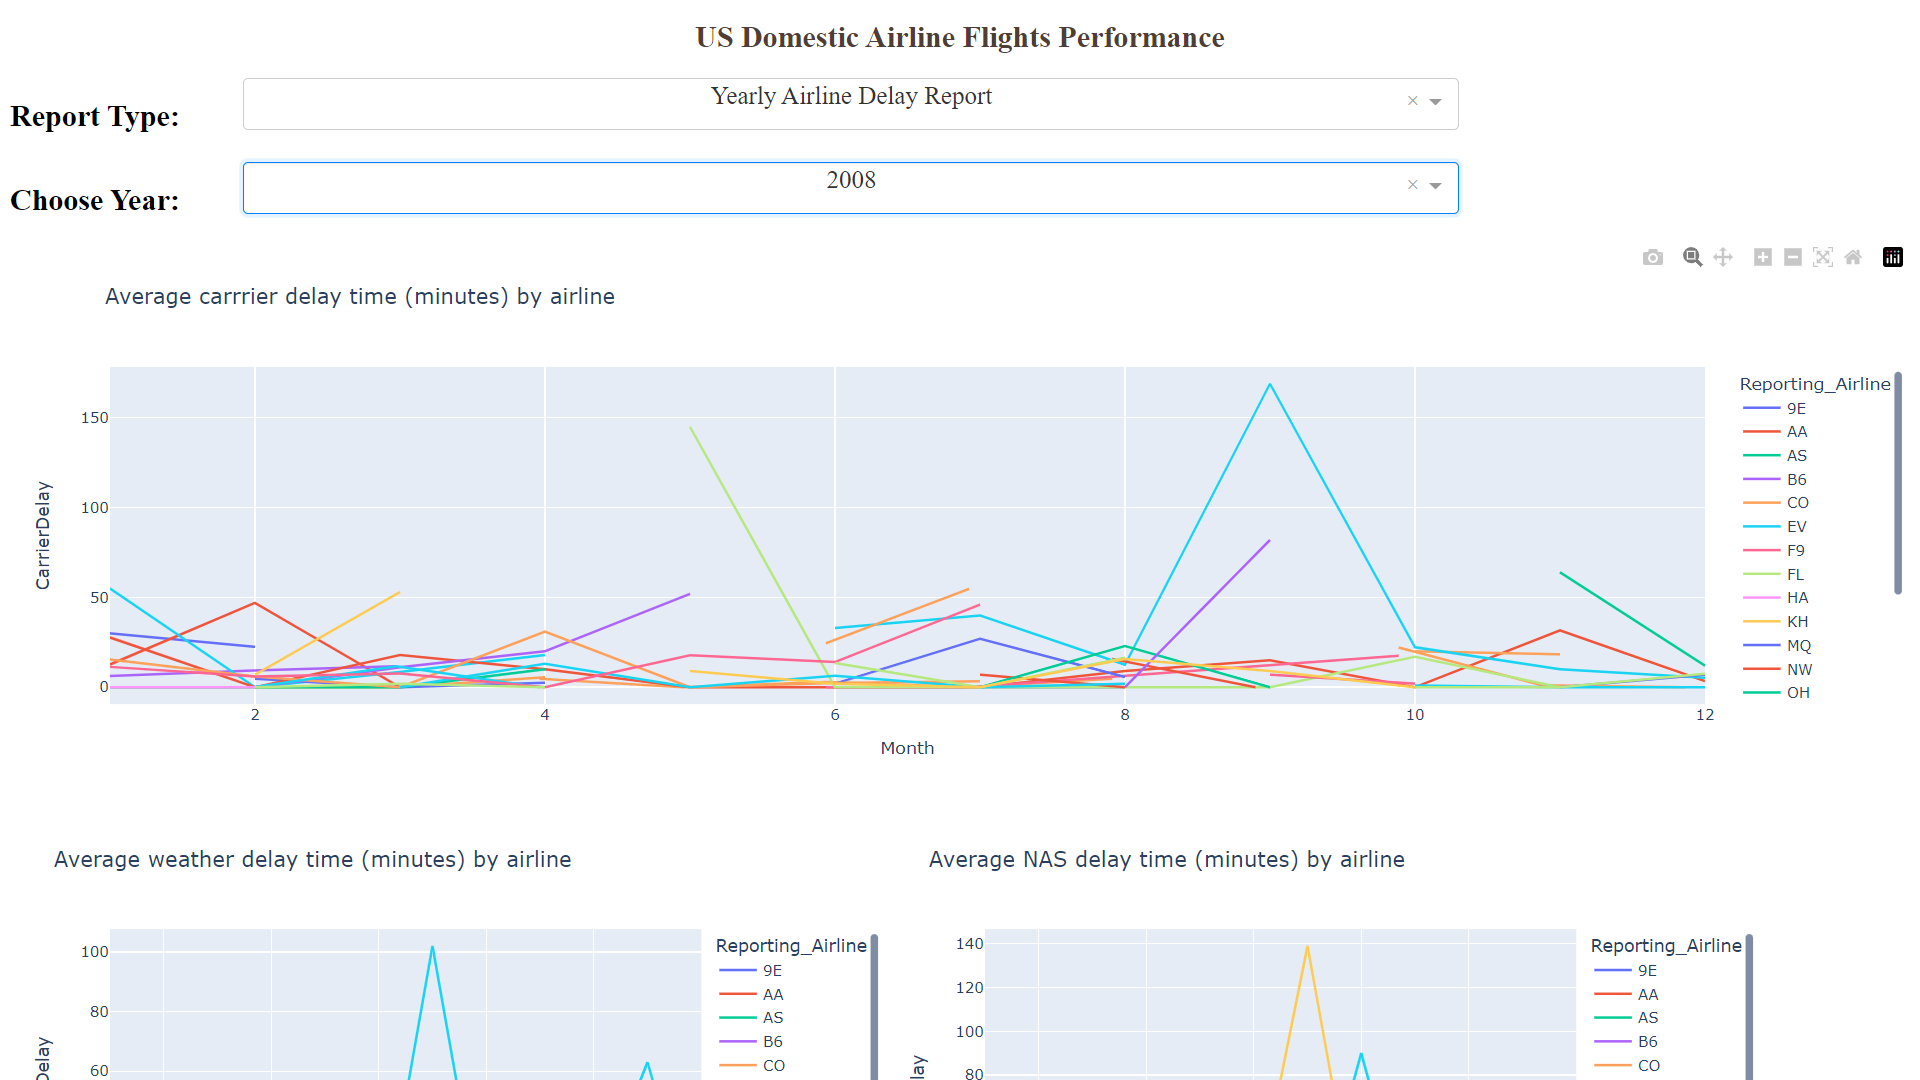 US Domestic Airline Flights Performance
Report Type:
Yearly Airline Delay Report
×
Choose Year:
2008
×
Average carrrier delay time (minutes) by airline
CarrierDelay
150
100
50
0
2
4
6
8
10
12
Month
Reporting_Airline
9E
AA
AS
B6
CO
EV
F9
FL
HA
KH
MQ
NW
OH
Average weather delay time (minutes) by airline
100
80
60
Reporting_Airline
9E
AA
AS
B6
CO
Average NAS delay time (minutes) by airline
140
120
100
80
Reporting_Airline
9E
AA
AS
B6
CO